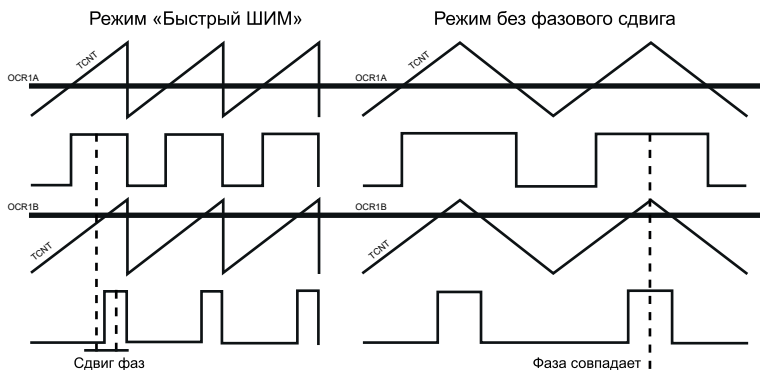 Режим «Быстрый ШИМ»
Режим без фазового сдвига
TCNT
OCR1A
TCNT
OCR1A
OCR1B
TCNT
OCR1B
TCNT
Сдвиг фаз
Фаза совпадает